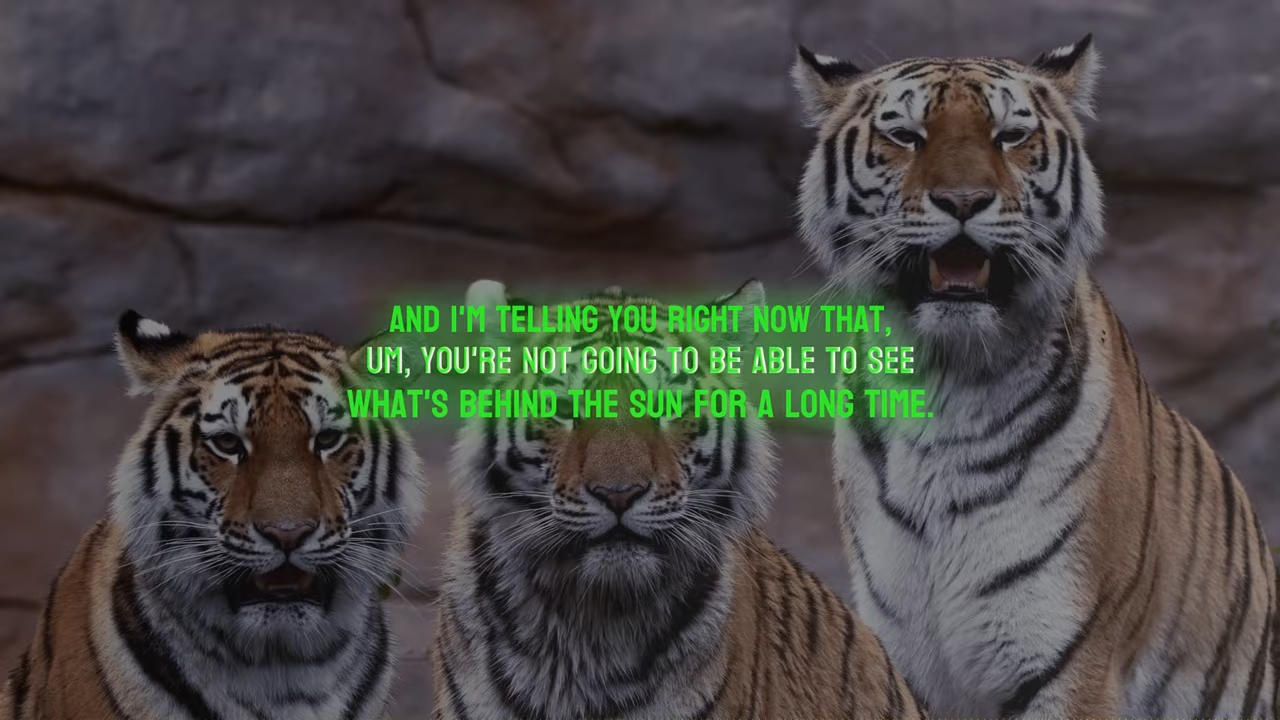 AND I'M TELLING YOU RIGHT NOW THAT,
UM, YOU'RE NOT GOING TO BE ABLE TO SEE
WHAT'S BEHIND THE SUN FOR A LONG TIME.